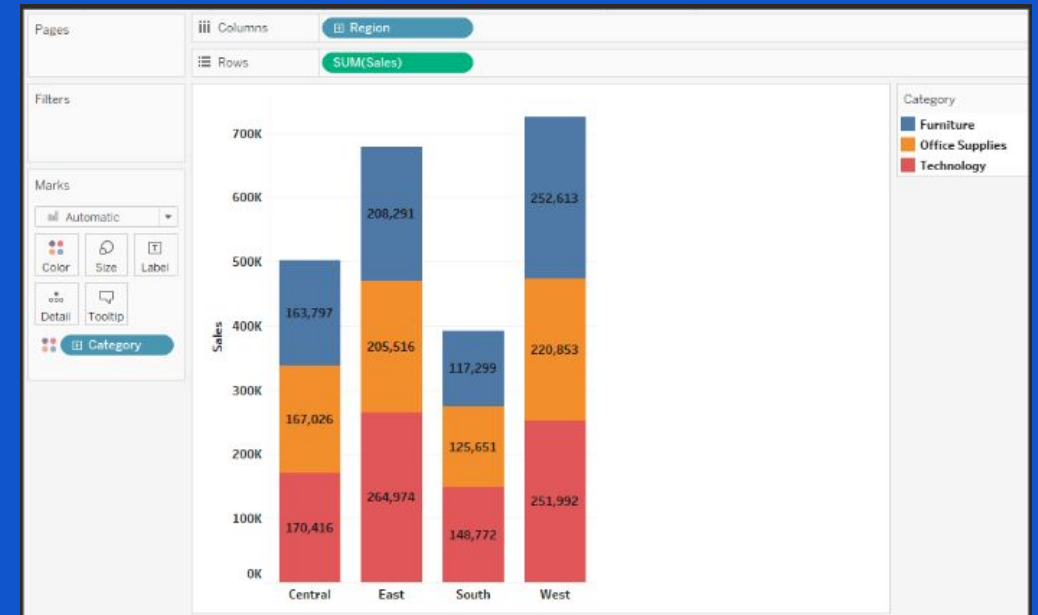 Pages
Columns
Region
Rows
SUM(Sales)
Filters
Marks
Automatic
Color
Size
T
Label
Detail
Tooltip
Category
Sales
700K
600K
500K
400K
300K
200K
100K
0K
163,797
167,026
170,416
208,291
205,516
264,974
117,299
125,651
148,772
252,613
220,853
251,992
Central
East
South
West
Category
Furniture
Office Supplies
Technology